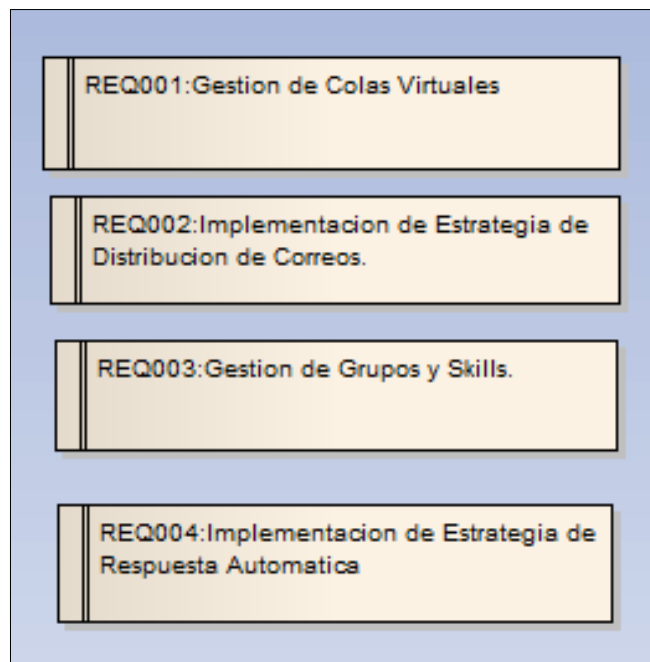 REQ001:Gestion de Colas Virtuales
REQ002:Implementacion de Estrategia de
Distribucion de Correos.
REQ003:Gestion de Grupos y Skills.
REQ004:Implementacion de Estrategia de
Respuesta Automatica